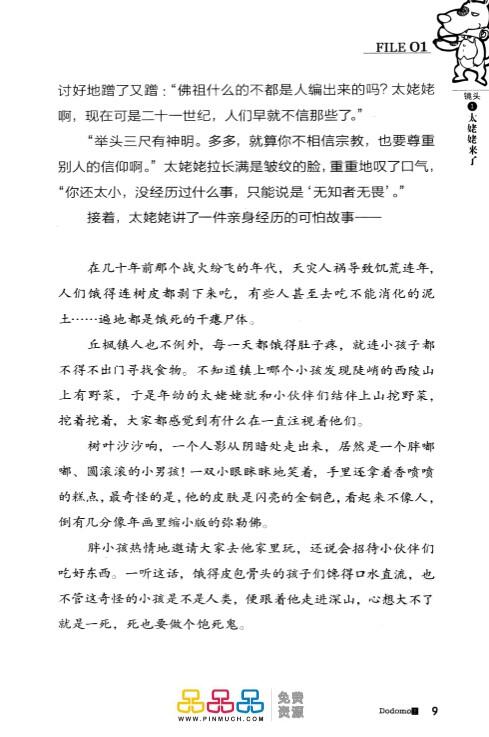 FILE 01
镜头
1
太姥姥来了
讨好地蹭了又蹭：“佛祖什么的不都是人编出来的吗？太姥姥
啊，现在可是二十一世纪，人们早就不信那些了。”
“举头三尺有神明。多多，就算你不相信宗教，也要尊重
别人的信仰啊。”太姥姥拉长满是皱纹的脸，重重地叹了口气，
“你还太小，没经历过什么事，只能说是‘无知者无畏’。”
接着，太姥姥讲了一件亲身经历的可怕故事——
在几十年前那个战火纷飞的年代，天灾人祸导致饥荒连年，
人们饿得连树皮都剥下来吃，有些人甚至去吃不能消化的泥
土……遍地都是饿死的干瘪尸体。
丘枫镇人也不例外，每一天都饿得肚子疼，就连小孩子都
不得不出门寻找食物。不知道镇上哪个小孩发现陡峭的西陵山
上有野菜，于是年幼的太姥姥就和小伙伴们结伴上山挖野菜，
挖着挖着，大家都感觉到有什么在一直注视着他们。
树叶沙沙响，一个人影从阴暗处走出来，居然是一个胖嘟
嘟、圆滚滚的小男孩！一双小眼眯眯地笑着，手里还拿着香喷喷
的糕点，最奇怪的是，他的皮肤是闪亮的金铜色，看起来不像人，
倒有几分像年画里缩小版的弥勒佛。
胖小孩热情地邀请大家去他家里玩，还说会招待小伙伴们
吃好东西。一听这话，饿得皮包骨头的孩子们馋得口水直流，也
不管这奇怪的小孩是不是人类，便跟着他走进深山，心想大不了
就是一死，死也要做个饱死鬼。
品品品
WWW.PINMUCH.COM
免费
资源
Dodomo
9